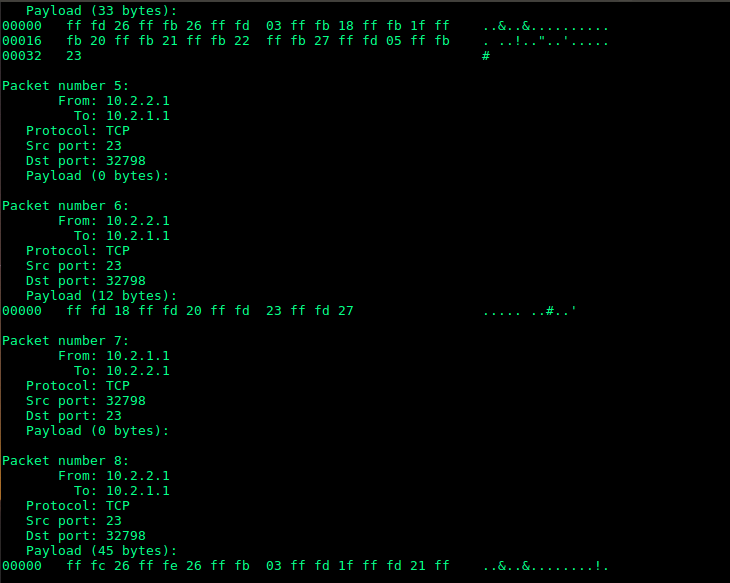 Payload (33 bytes):
00000   ff fd 26 ff fb 26 ff fd  03 ff fb 18 ff fb 1f ff    ..&..&..........
00016   fb 20 ff fb 21 ff fb 22  ff fb 27 ff fd 05 ff fb    . ..!.."..'.....
00032   23                                                  #

Packet number 5:
       From: 10.2.2.1
         To: 10.2.1.1
   Protocol: TCP
   Src port: 23
   Dst port: 32798
   Payload (0 bytes):

Packet number 6:
       From: 10.2.2.1
         To: 10.2.1.1
   Protocol: TCP
   Src port: 23
   Dst port: 32798
   Payload (12 bytes):
00000   ff fd 18 ff fd 20 ff fd  23 ff fd 27                ..... ..#..'

Packet number 7:
       From: 10.2.1.1
         To: 10.2.2.1
   Protocol: TCP
   Src port: 32798
   Dst port: 23
   Payload (0 bytes):

Packet number 8:
       From: 10.2.2.1
         To: 10.2.1.1
   Protocol: TCP
   Src port: 23
   Dst port: 32798
   Payload (45 bytes):
00000   ff fc 26 ff fe 26 ff fb  03 ff fd 1f ff fd 21 ff    ..&..&........!.